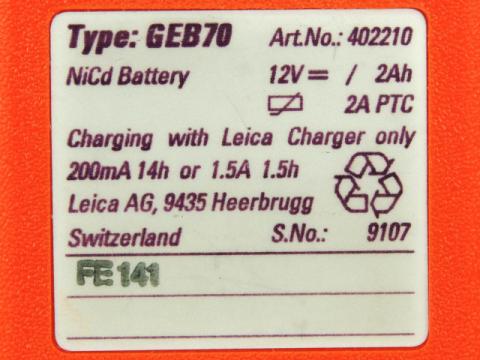 Type: GEB70 Art.No.: 402210
NiCd Battery 12V⎓ / 2Ah
2A PTC
Charging with Leica Charger only
200mA 14h or 1.5A 1.5h
Leica AG, 9435 Heerbrugg
Switzerland S.No.: 9107
FE 141